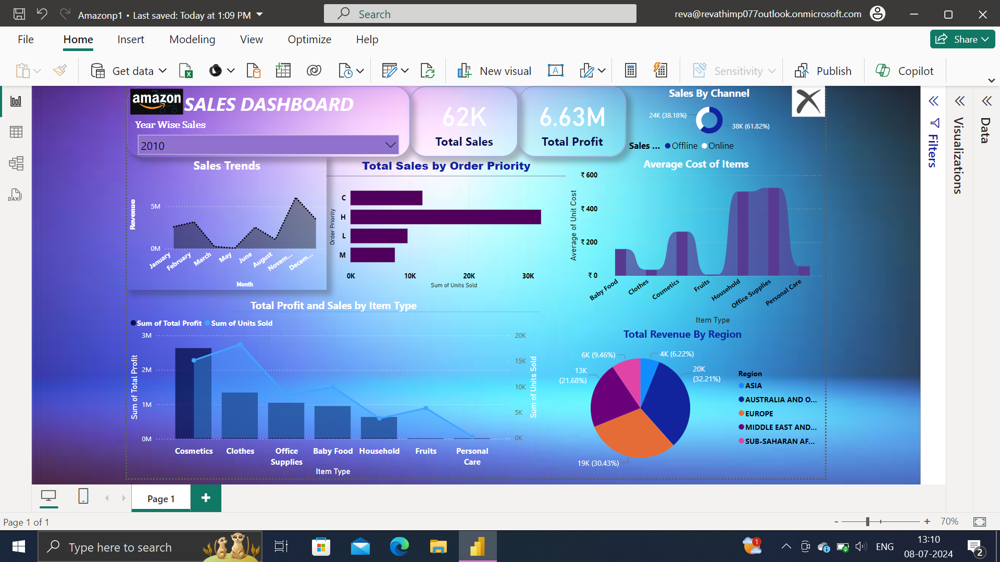 Amazonp1 • Last saved: Today at 1:09 PM
Search
reva@revathimp077outlook.onmicrosoft.com
File Home Insert Modeling View Optimize Help
Share
Get data
New visual
Sensitivity
Publish
Copilot
amazon
SALES DASHBOARD
Year Wise Sales
2010
62K
Total Sales
6.63M
Total Profit
Sales By Channel
24K (38.18%)
38K (61.82%)
Sales ... Offline Online
Filters
Visualizations
Data
DAX
Sales Trends
Revenue
5M
0M
January February March May June August Novem... Decem...
Month
Total Sales by Order Priority
Order Priority
C
H
L
M
0K 10K 20K 30K
Sum of Units Sold
Average Cost of Items
Average of Unit Cost
₹ 600
₹ 400
₹ 200
₹ 0
Baby Food Clothes Cosmetics Fruits Household Office Supplies Personal Care
Item Type
Total Profit and Sales by Item Type
Sum of Total Profit Sum of Units Sold
Sum of Total Profit
3M
2M
1M
0M
20K
15K
10K
5K
0K
Sum of Units Sold
Cosmetics Clothes Office Supplies Baby Food Household Fruits Personal Care
Item Type
Total Revenue By Region
6K (9.46%)
4K (6.22%)
13K
(21.68%)
20K
(32.21%)
19K (30.43%)
Region
ASIA
AUSTRALIA AND O...
EUROPE
MIDDLE EAST AND...
SUB-SAHARAN AF...
Page 1
+
Page 1 of 1
- + 70%
Type here to search
1
ENG
13:10
08-07-2024
2